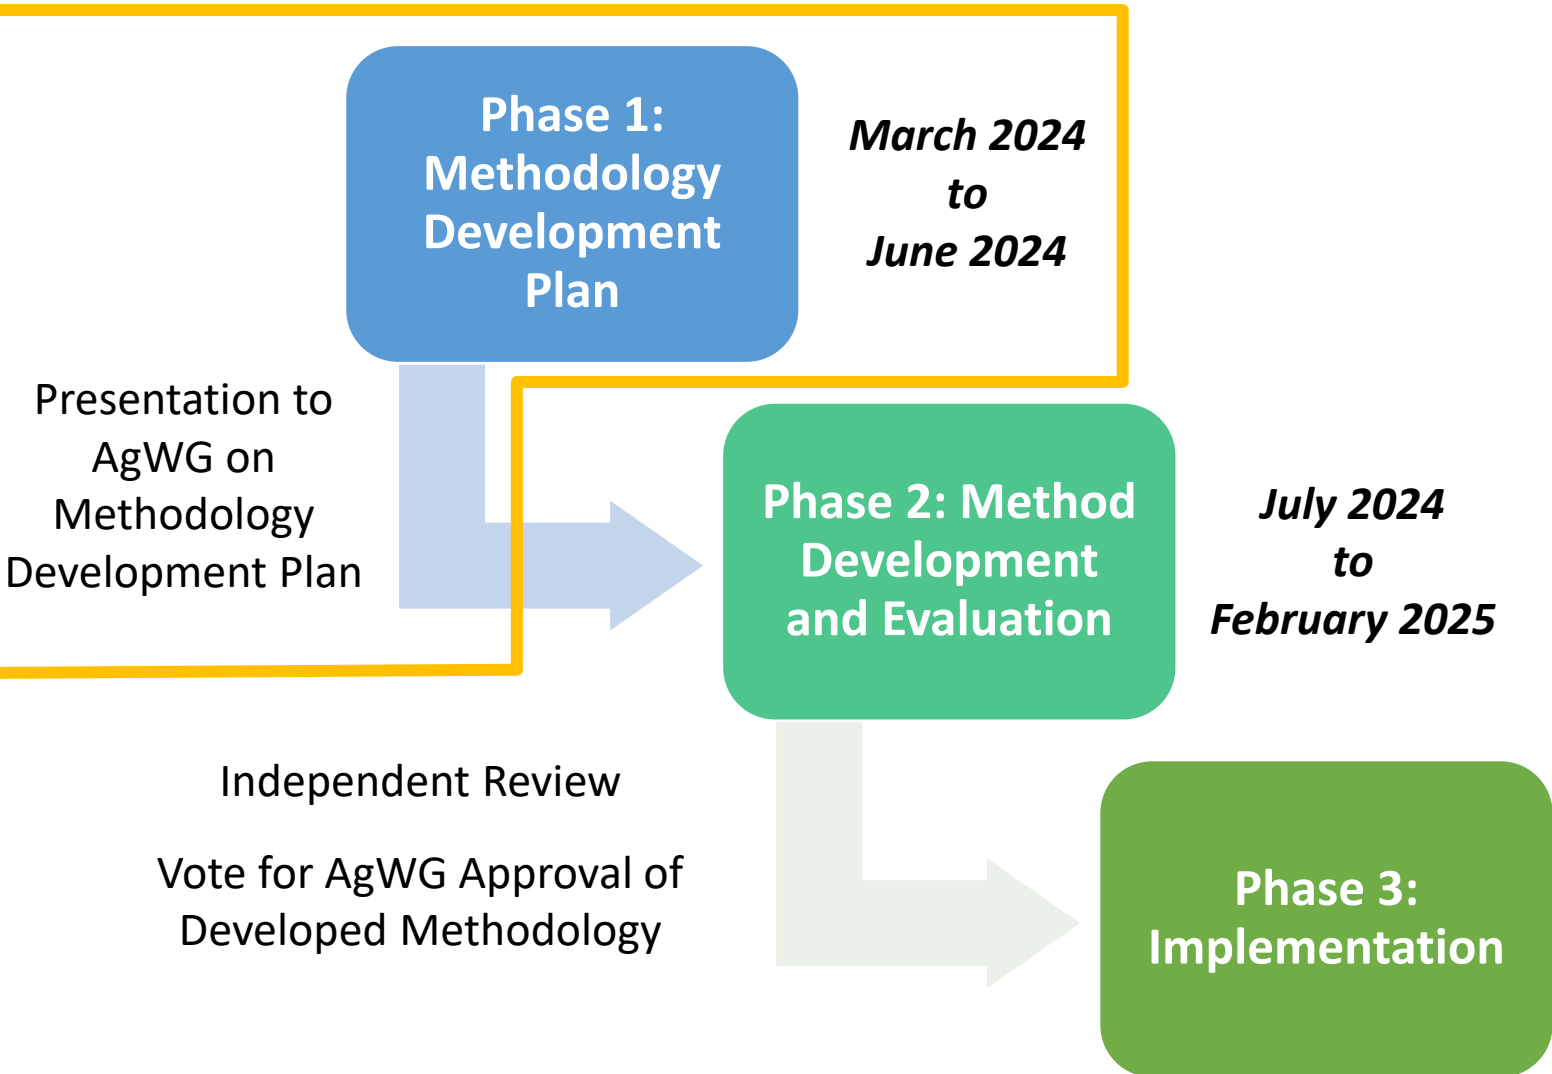 Phase 1:
Methodology
Development
Plan
March 2024
to
June 2024
Presentation to
AgWG on
Methodology
Development Plan
Phase 2: Method
Development
and Evaluation
July 2024
to
February 2025
Independent Review
Vote for AgWG Approval of
Developed Methodology
Phase 3:
Implementation